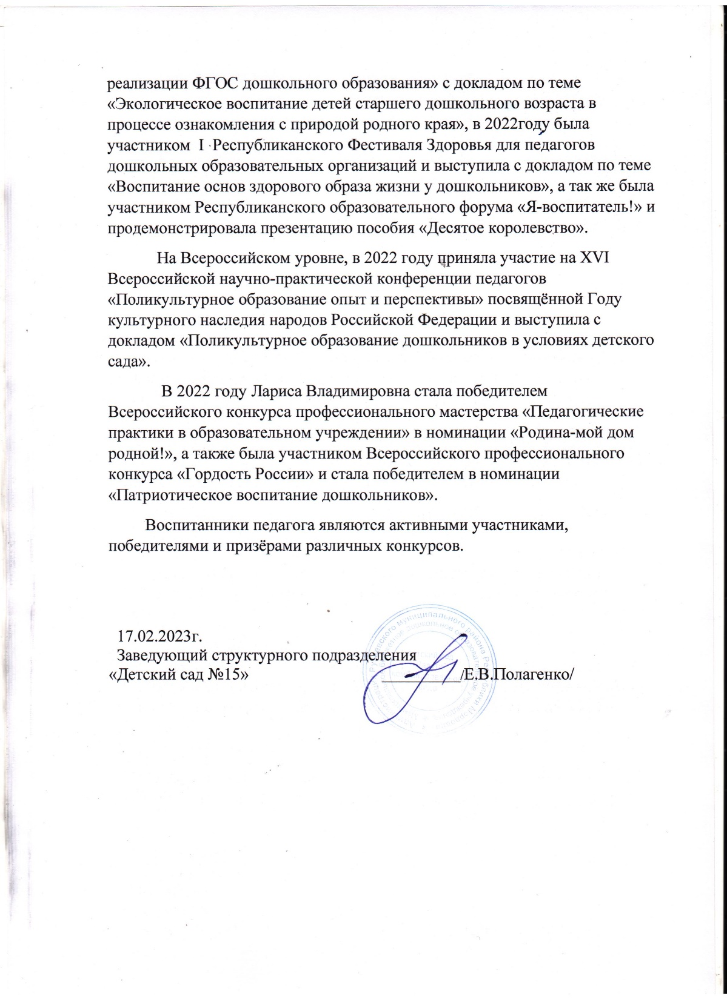 реализации ФГОС дошкольного образования» с докладом по теме
«Экологическое воспитание детей старшего дошкольного возраста в
процессе ознакомления с природой родного края», в 2022году была
участником I Республиканского Фестиваля Здоровья для педагогов
дошкольных образовательных организаций и выступила с докладом по теме
«Воспитание основ здорового образа жизни у дошкольников», а так же была
участником Республиканского образовательного форума «Я-воспитатель!» и
продемонстрировала презентацию пособия «Десятое королевство».
На Всероссийском уровне, в 2022 году приняла участие на XVI
Всероссийской научно-практической конференции педагогов
«Поликультурное образование опыт и перспективы» посвящённой Году
культурного наследия народов Российской Федерации и выступила с
докладом «Поликультурное образование дошкольников в условиях детского
сада».
В 2022 году Лариса Владимировна стала победителем
Всероссийского конкурса профессионального мастерства «Педагогические
практики в образовательном учреждении» в номинации «Родина-мой дом
родной!», а также была участником Всероссийского профессионального
конкурса «Гордость России» и стала победителем в номинации
«Патриотическое воспитание дошкольников».
Воспитанники педагога являются активными участниками,
победителями и призёрами различных конкурсов.
17.02.2023г.
Заведующий структурного подразделения
«Детский сад №15» __________/Е.В.Полагенко/
муниципального района Республики Мордовия
дошкольное образовательное учреждение